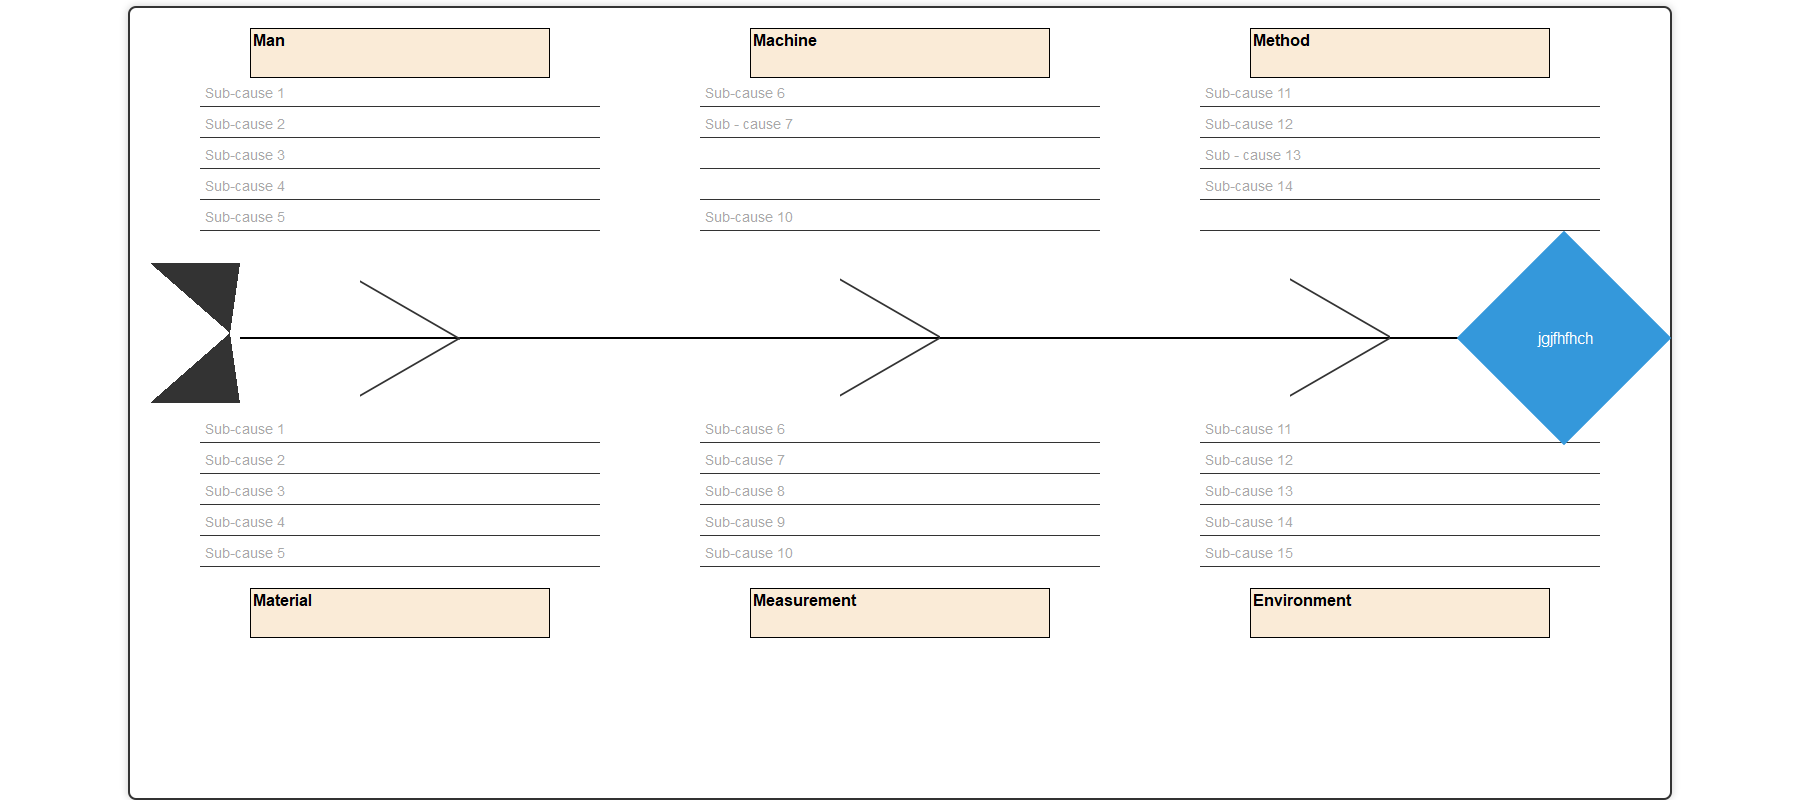 Man
Machine
Method
Sub-cause 1
Sub-cause 6
Sub-cause 11
Sub-cause 2
Sub - cause 7
Sub-cause 12
Sub-cause 3
Sub - cause 13
Sub-cause 4
Sub-cause 14
Sub-cause 5
Sub-cause 10
jgjfhfhch
Sub-cause 1
Sub-cause 6
Sub-cause 11
Sub-cause 2
Sub-cause 7
Sub-cause 12
Sub-cause 3
Sub-cause 8
Sub-cause 13
Sub-cause 4
Sub-cause 9
Sub-cause 14
Sub-cause 5
Sub-cause 10
Sub-cause 15
Material
Measurement
Environment